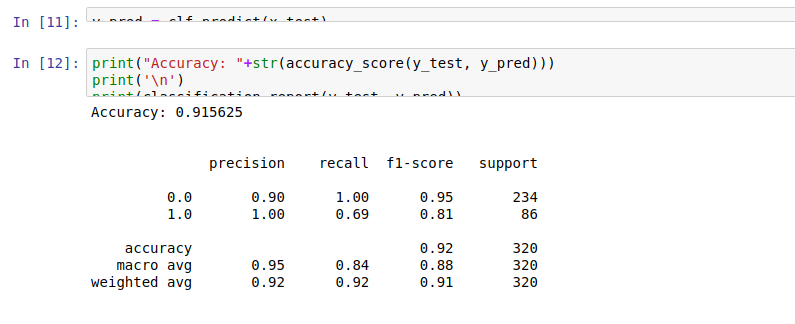 In [11]: y_pred = clf.predict(x_test)
In [12]: print("Accuracy: "+str(accuracy_score(y_test, y_pred)))
print('\n')
print(classification_report(y_test, y_pred))
Accuracy: 0.915625
precision recall f1-score support
0.0 0.90 1.00 0.95 234
1.0 1.00 0.69 0.81 86
accuracy 0.92 320
macro avg 0.95 0.84 0.88 320
weighted avg 0.92 0.92 0.91 320